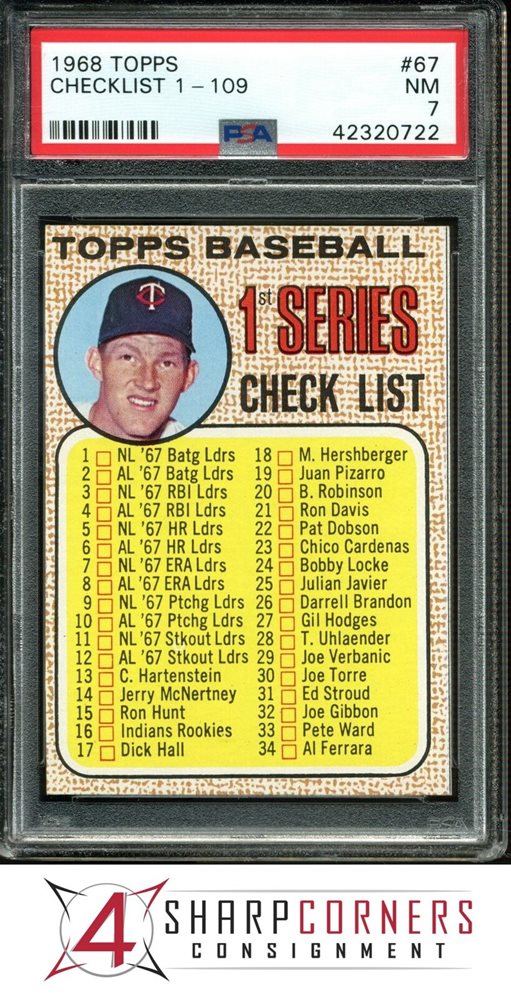 1968 TOPPS #67
CHECKLIST 1 - 109 NM
7
PSA 42320722
TOPPS BASEBALL
TC
1st SERIES
CHECK LIST
1 NL '67 Batg Ldrs
2 AL '67 Batg Ldrs
3 NL '67 RBI Ldrs
4 AL '67 RBI Ldrs
5 NL '67 HR Ldrs
6 AL '67 HR Ldrs
7 NL '67 ERA Ldrs
8 AL '67 ERA Ldrs
9 NL '67 Ptchg Ldrs
10 AL '67 Ptchg Ldrs
11 NL '67 Stkout Ldrs
12 AL '67 Stkout Ldrs
13 C. Hartenstein
14 Jerry McNertney
15 Ron Hunt
16 Indians Rookies
17 Dick Hall
18 M. Hershberger
19 Juan Pizarro
20 B. Robinson
21 Ron Davis
22 Pat Dobson
23 Chico Cardenas
24 Bobby Locke
25 Julian Javier
26 Darrell Brandon
27 Gil Hodges
28 T. Uhlaender
29 Joe Verbanic
30 Joe Torre
31 Ed Stroud
32 Joe Gibbon
33 Pete Ward
34 Al Ferrara
PSA
4 SHARPCORNERS
CONSIGNMENT